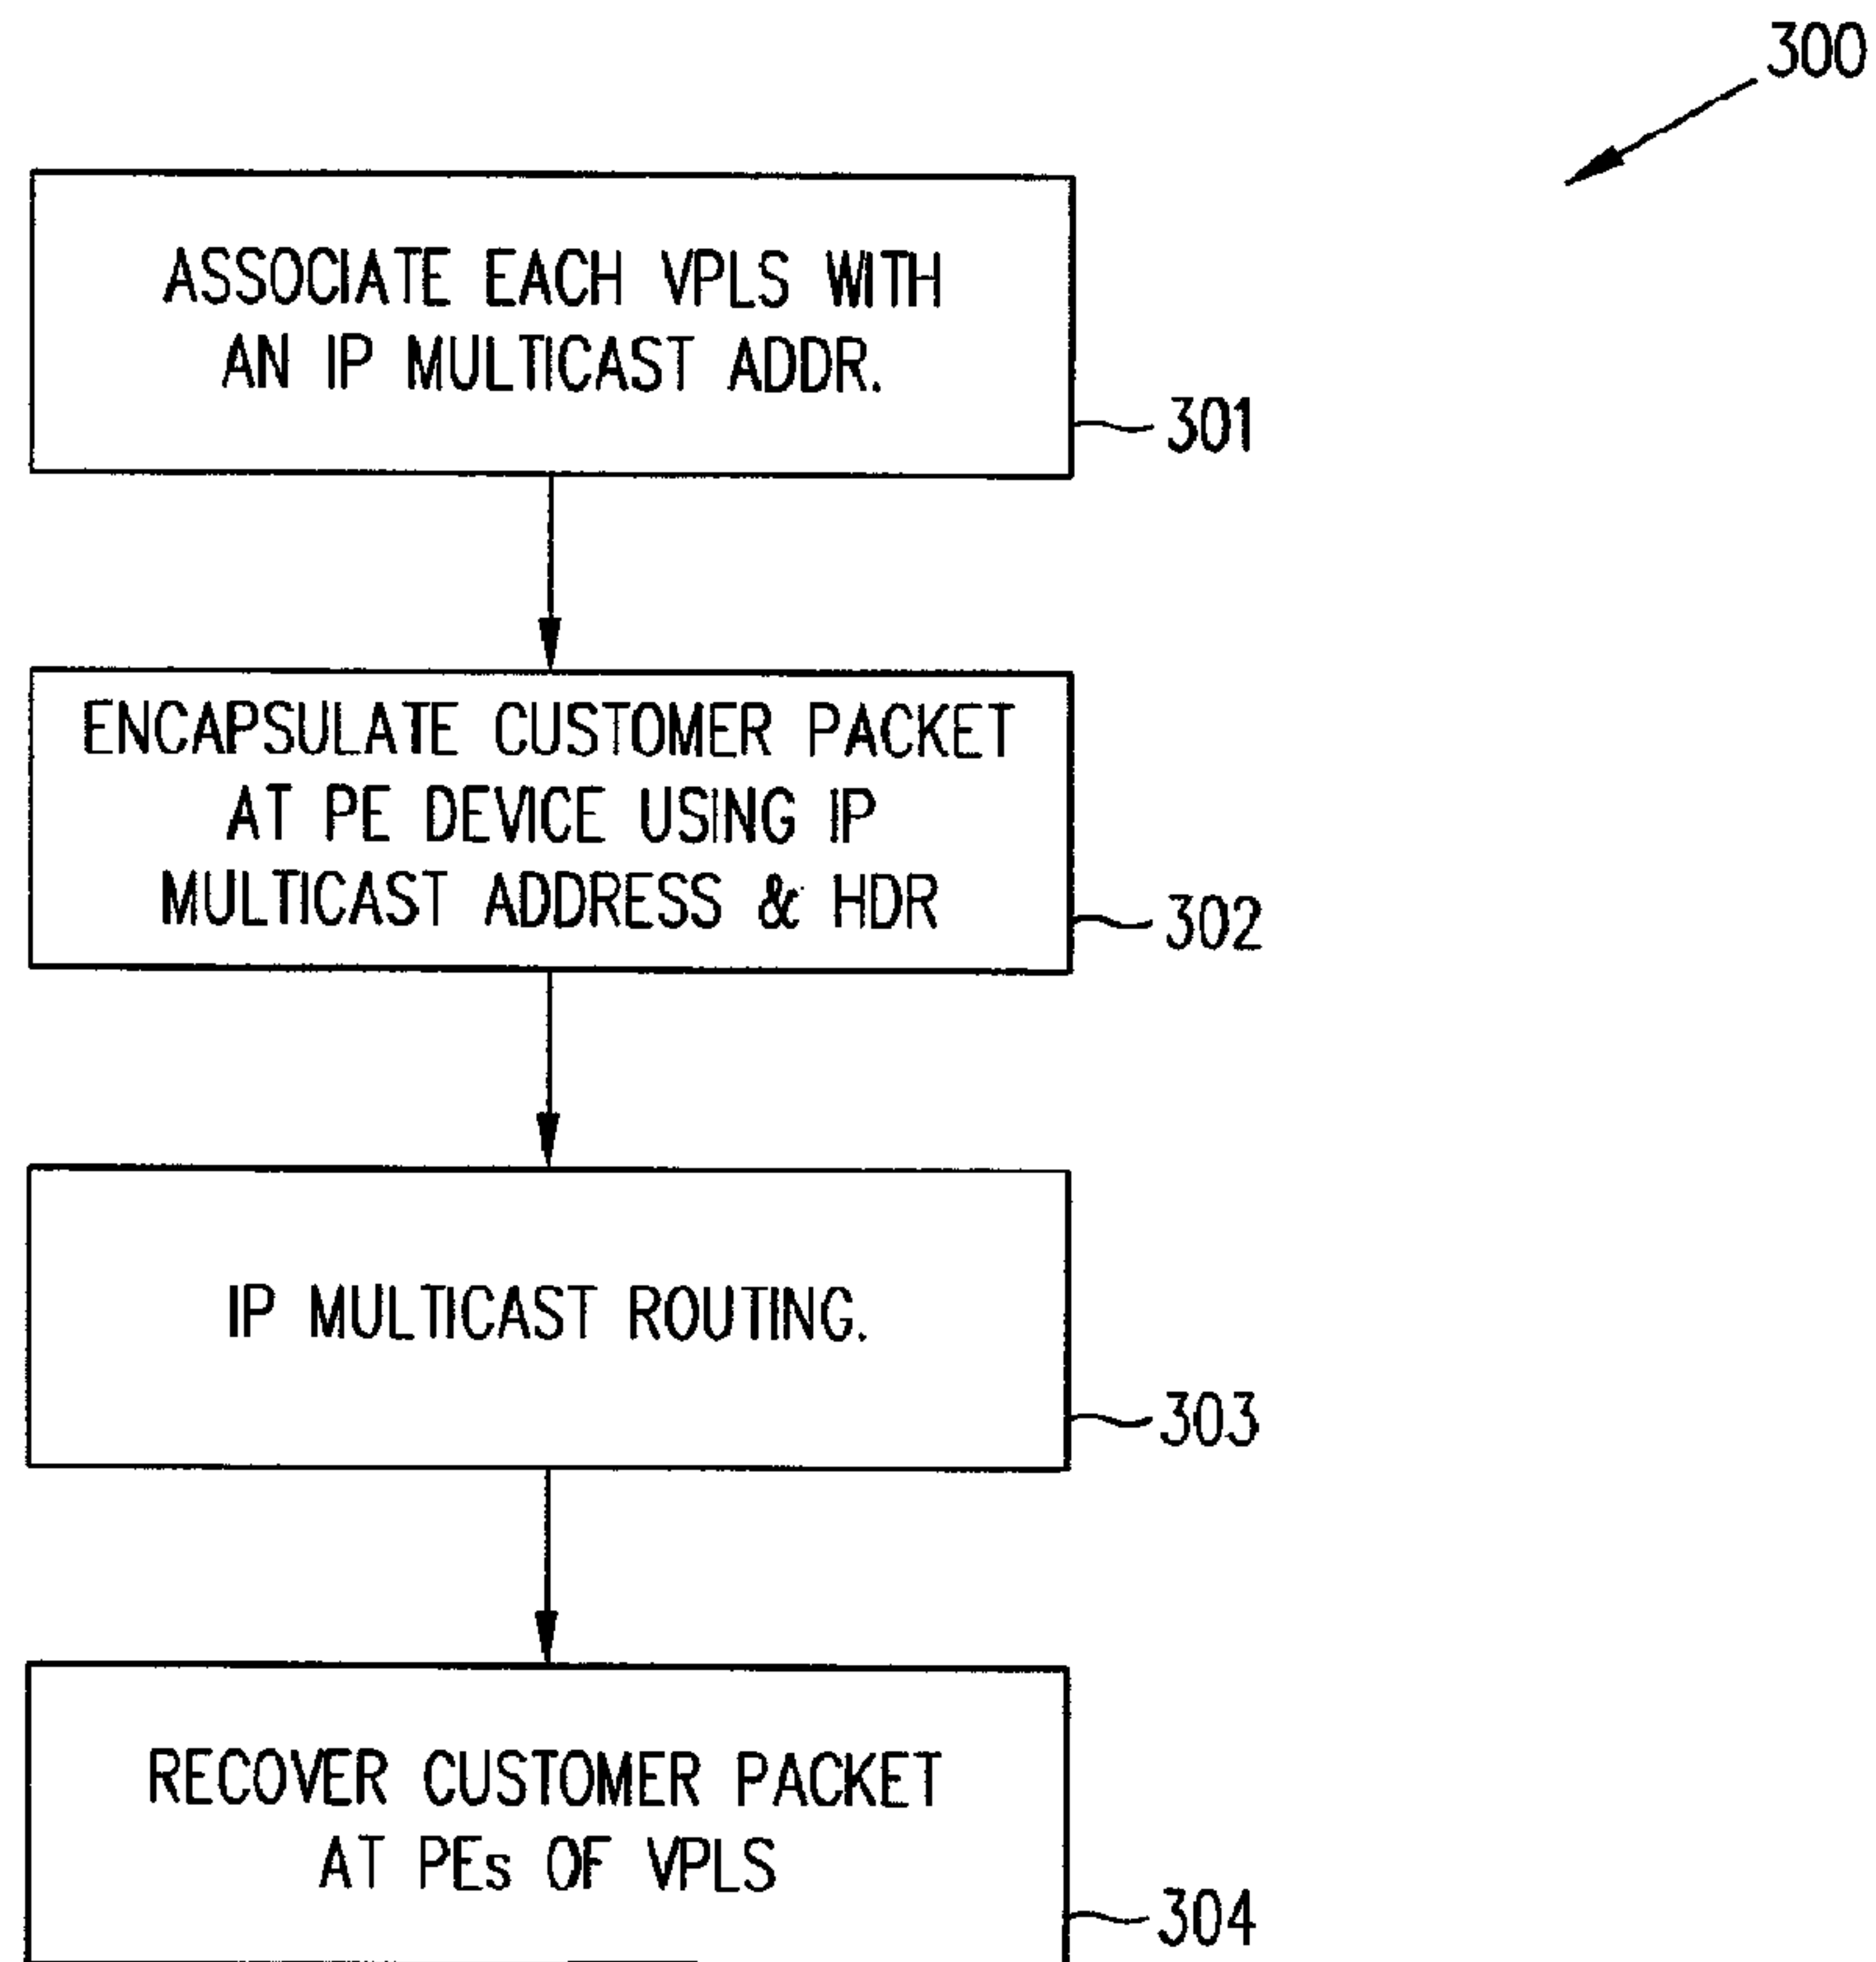 300
ASSOCIATE EACH VPLS WITH
AN IP MULTICAST ADDR.
301
ENCAPSULATE CUSTOMER PACKET
AT PE DEVICE USING IP
MULTICAST ADDRESS & HDR
302
IP MULTICAST ROUTING.
303
RECOVER CUSTOMER PACKET
AT PEs OF VPLS
304